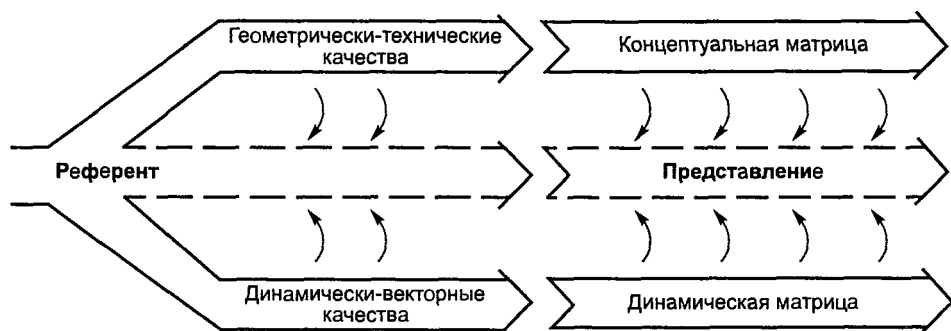 Геометрически-технические
качества
Концептуальная матрица
Референт
Представление
Динамически-векторные
качества
Динамическая матрица